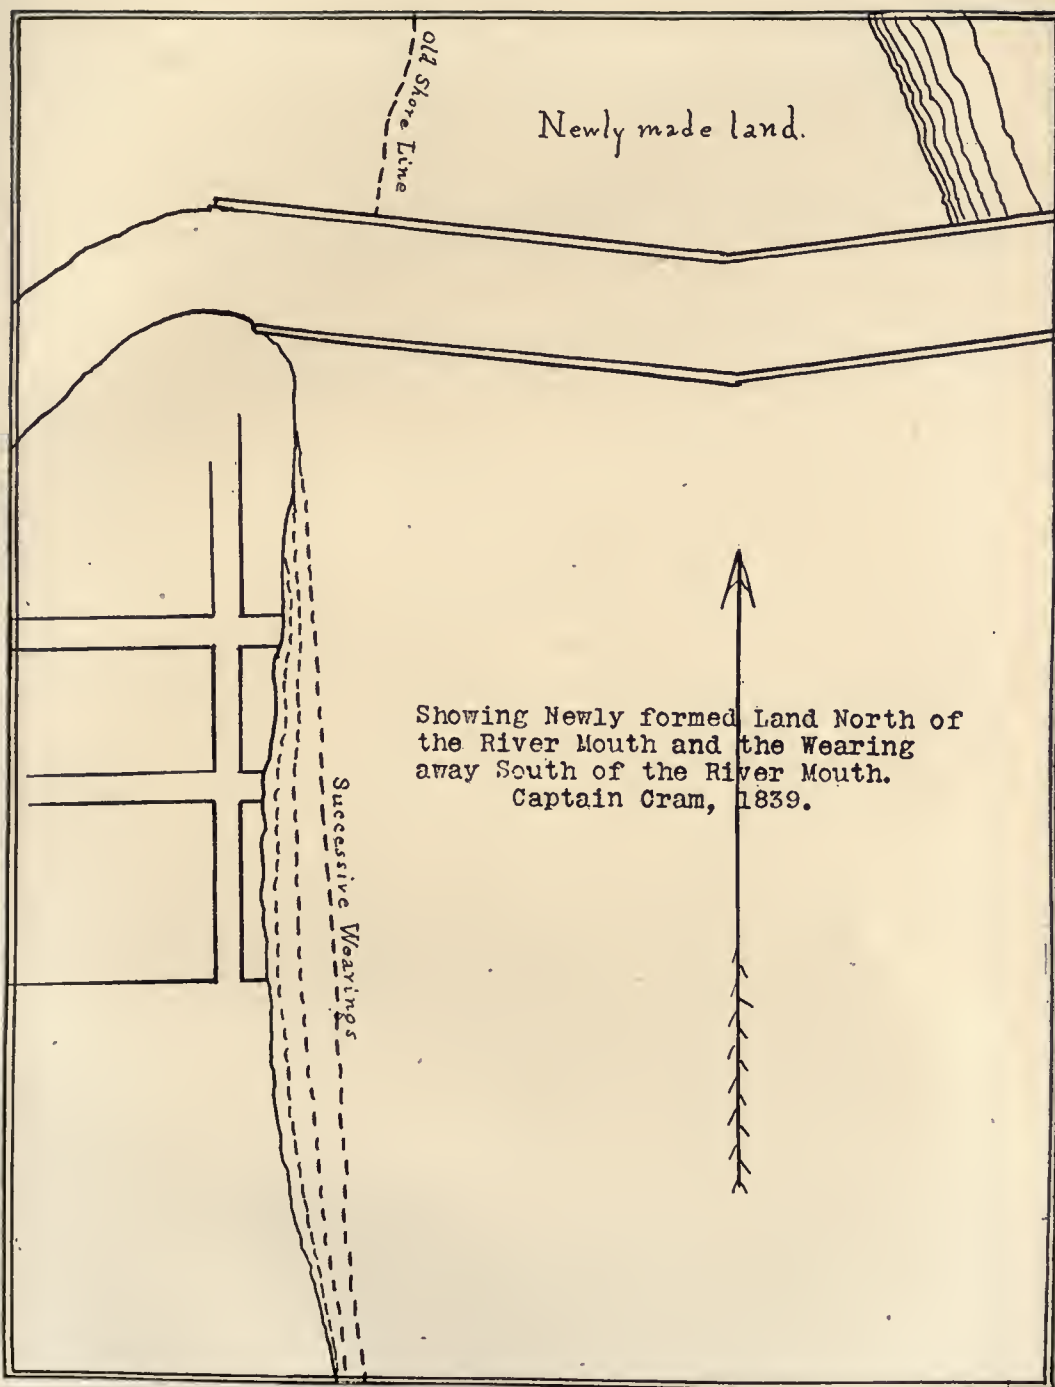 old Shore Line
Newly made land.
Showing Newly formed Land North of
the River Mouth and the Wearing
away South of the River Mouth.
Captain Cram, 1839.
Successive Wearings